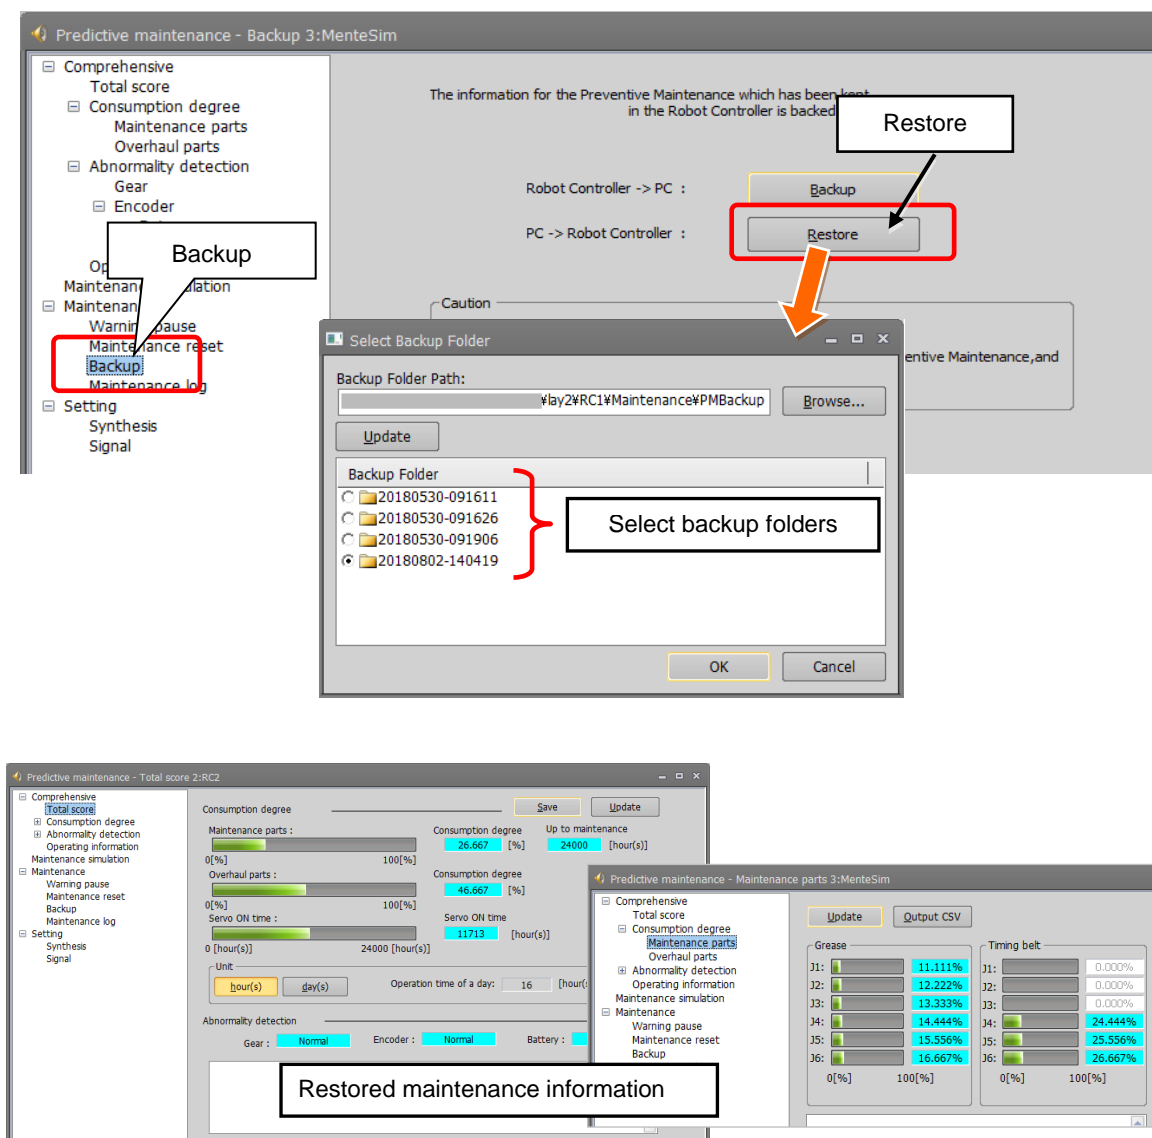 Predictive maintenance - Backup 3:MenteSim
Comprehensive
Total score
Consumption degree
Maintenance parts
Overhaul parts
Abnormality detection
Gear
Encoder
Backup
Maintenance
Warning pause
Maintenance reset
Backup
Maintenance log
Setting
Synthesis
Signal
The information for the Preventive Maintenance which has been kept
in the Robot Controller is backed
Restore
Robot Controller -> PC :
Backup
PC -> Robot Controller :
Restore
Caution
entive Maintenance,and
Select Backup Folder
Backup Folder Path:
¥lay2¥RC1¥Maintenance¥PMBackup
Browse...
Update
Backup Folder
20180530-091611
20180530-091626
20180530-091906
20180802-140419
Select backup folders
OK
Cancel
Predictive maintenance - Total score 2:RC2
Comprehensive
Total score
Consumption degree
Abnormality detection
Operating information
Maintenance simulation
Maintenance
Warning pause
Maintenance reset
Backup
Maintenance log
Setting
Synthesis
Signal
Consumption degree
Save
Update
Maintenance parts :
Consumption degree
Up to maintenance
26.667 [%]
24000 [hour(s)]
0[%] 100[%]
Overhaul parts :
Consumption degree
46.667 [%]
0[%] 100[%]
Servo ON time :
Servo ON time
11713 [hour(s)]
0 [hour(s)] 24000 [hour(s)]
Unit
hour(s)
day(s)
Operation time of a day: 16 [hour(s
Abnormality detection
Gear : Normal
Encoder : Normal
Battery :
Restored maintenance information
Predictive maintenance - Maintenance parts 3:MenteSim
Comprehensive
Total score
Consumption degree
Maintenance parts
Overhaul parts
Abnormality detection
Operating information
Maintenance simulation
Maintenance
Warning pause
Maintenance reset
Backup
Update
Output CSV
Grease
J1: 11.111%
J2: 12.222%
J3: 13.333%
J4: 14.444%
J5: 15.556%
J6: 16.667%
0[%] 100[%]
Timing belt
J1: 0.000%
J2: 0.000%
J3: 0.000%
J4: 24.444%
J5: 25.556%
J6: 26.667%
0[%] 100[%]